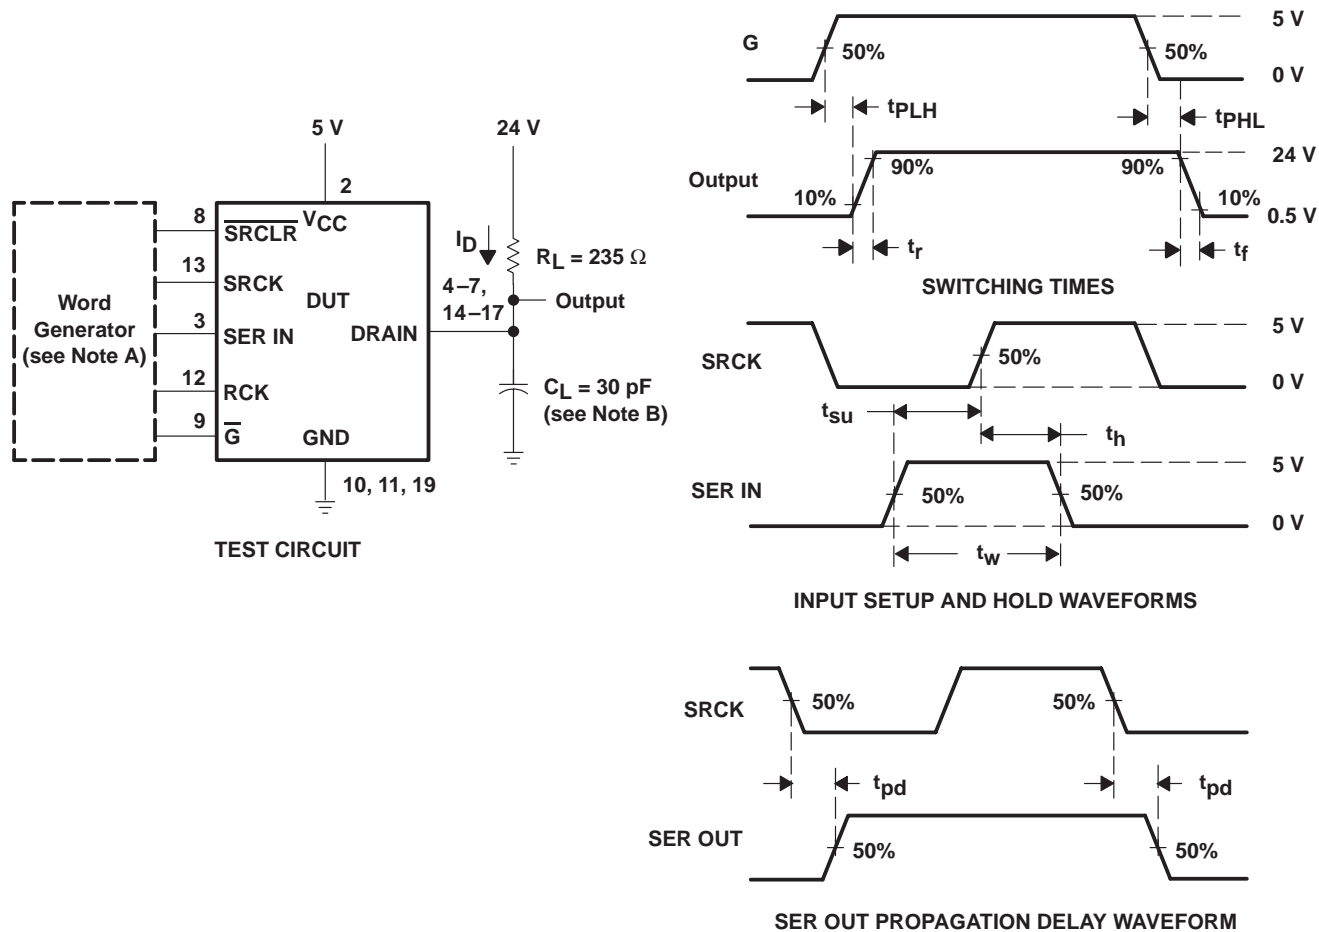 5 V
24 V
2
8
SRCLR
VCC
13
SRCK
DUT
3
SER IN
DRAIN
12
RCK
9
G
GND
10, 11, 19
Word
Generator
(see Note A)
ID
RL = 235 Ω
4–7,
14–17
Output
CL = 30 pF
(see Note B)
TEST CIRCUIT
G
50%
50%
5 V
0 V
tPLH
tPHL
Output
10%
90%
90%
10%
24 V
0.5 V
tr
tf
SWITCHING TIMES
SRCK
50%
5 V
0 V
tsu
th
SER IN
50%
50%
5 V
0 V
tw
INPUT SETUP AND HOLD WAVEFORMS
SRCK
50%
50%
tpd
tpd
SER OUT
50%
50%
SER OUT PROPAGATION DELAY WAVEFORM